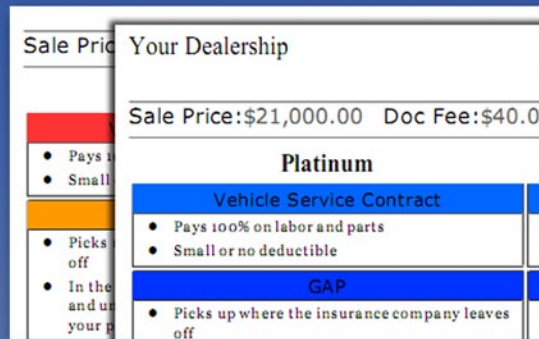 Sale Pric
Pays
Small
Picks
off
In the
and un
your p
Your Dealership
Sale Price:$21,000.00 Doc Fee:$40.0
Platinum
Vehicle Service Contract
Pays 100% on labor and parts
Small or no deductible
GAP
Picks up where the insurance company leaves
off